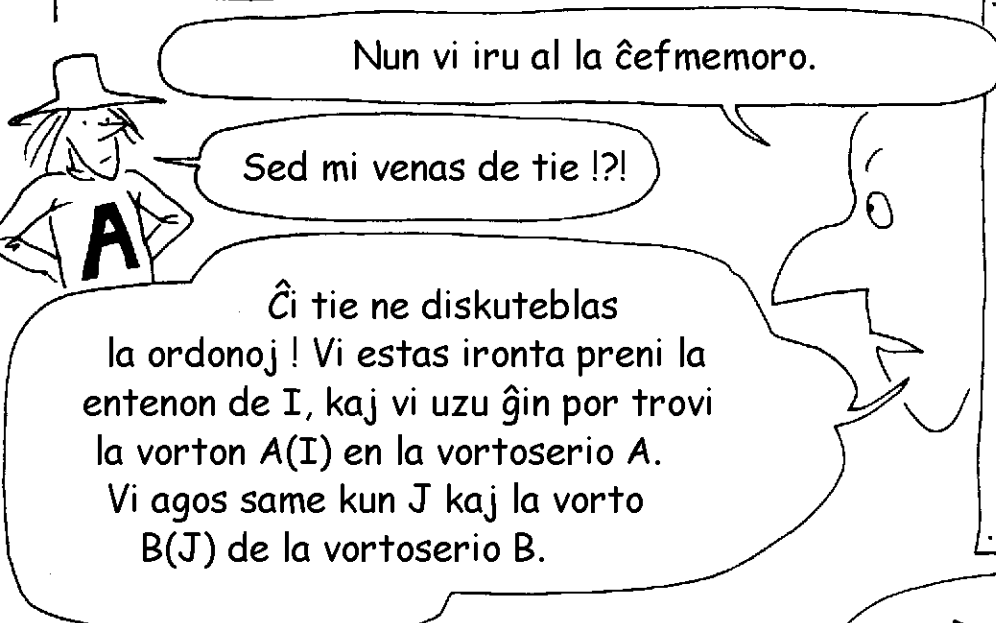 Nun vi iru al la ĉefmemoro.
Sed mi venas de tie !?!
A
Ĉi tie ne diskuteblas
la ordonoj ! Vi estas ironta preni la
entenon de I, kaj vi uzu ĝin por trovi
la vorton A(I) en la vortoserio A.
Vi agos same kun J kaj la vorto
B(J) de la vortoserio B.